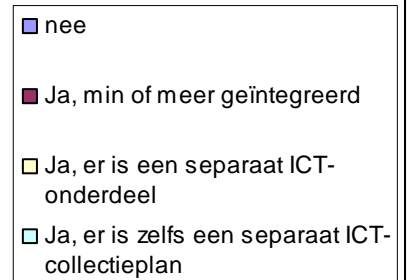 nee
Ja, min of meer geïntegreerd
Ja, er is een separaat ICT-
onderdeel
Ja, er is zelfs een separaat ICT-
collectieplan